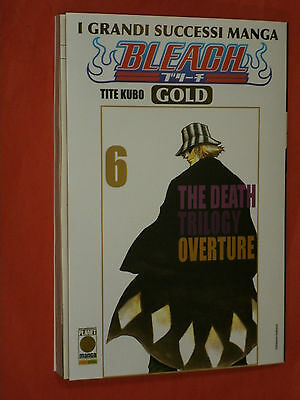 I GRANDI SUCCESSI MANGA
BLEACH
ブリーチ
TITE KUBO GOLD
6
THE DEATH
TRILOGY
OVERTURE
PLANET
manga